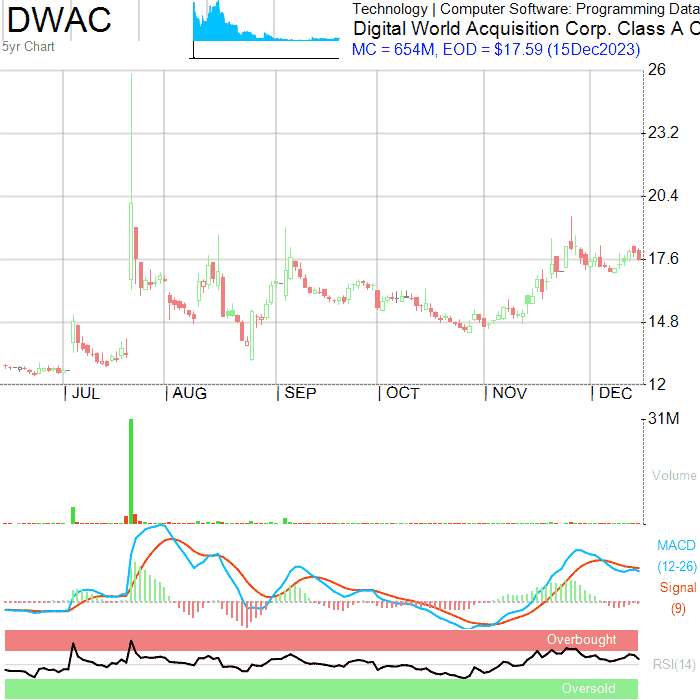 DWAC
5yr Chart
Technology | Computer Software: Programming Data
Digital World Acquisition Corp. Class A C
MC = 654M, EOD = $17.59 (15Dec2023)
26
23.2
20.4
17.6
14.8
12
| JUL | AUG | SEP | OCT | NOV | DEC
31M
Volume
MACD
(12-26)
Signal
(9)
Overbought
RSI(14)
Oversold